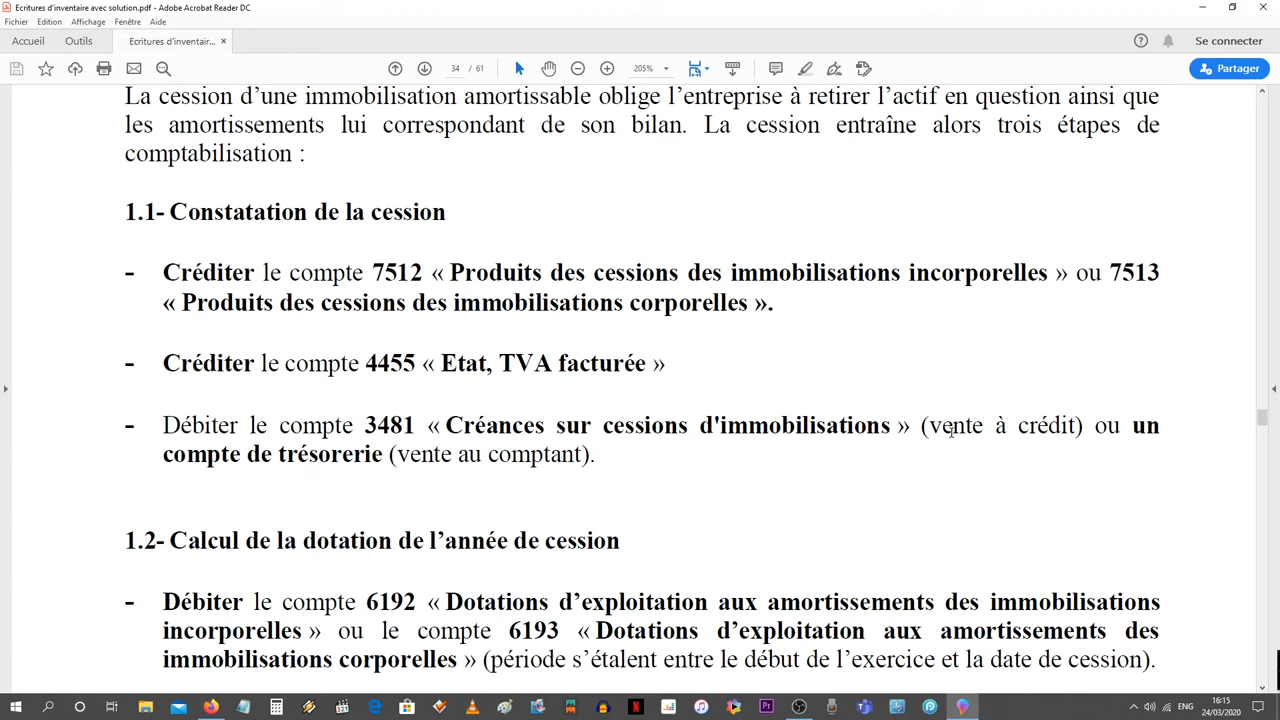 Ecritures d'inventaire avec solution.pdf - Adobe Acrobat Reader DC
Fichier Edition Affichage Fenêtre Aide
Accueil Outils Ecritures d'inventair... × Se connecter
34 / 61 205% Partager
La cession d’une immobilisation amortissable oblige l’entreprise à retirer l’actif en question ainsi que
les amortissements lui correspondant de son bilan. La cession entraîne alors trois étapes de
comptabilisation :
1.1- Constatation de la cession
- Créditer le compte 7512 « Produits des cessions des immobilisations incorporelles » ou 7513
« Produits des cessions des immobilisations corporelles ».
- Créditer le compte 4455 « Etat, TVA facturée »
- Débiter le compte 3481 « Créances sur cessions d'immobilisations » (vente à crédit) ou un
compte de trésorerie (vente au comptant).
1.2- Calcul de la dotation de l’année de cession
- Débiter le compte 6192 « Dotations d’exploitation aux amortissements des immobilisations
incorporelles » ou le compte 6193 « Dotations d’exploitation aux amortissements des
immobilisations corporelles » (période s’étalent entre le début de l’exercice et la date de cession).
16:15
24/03/2020